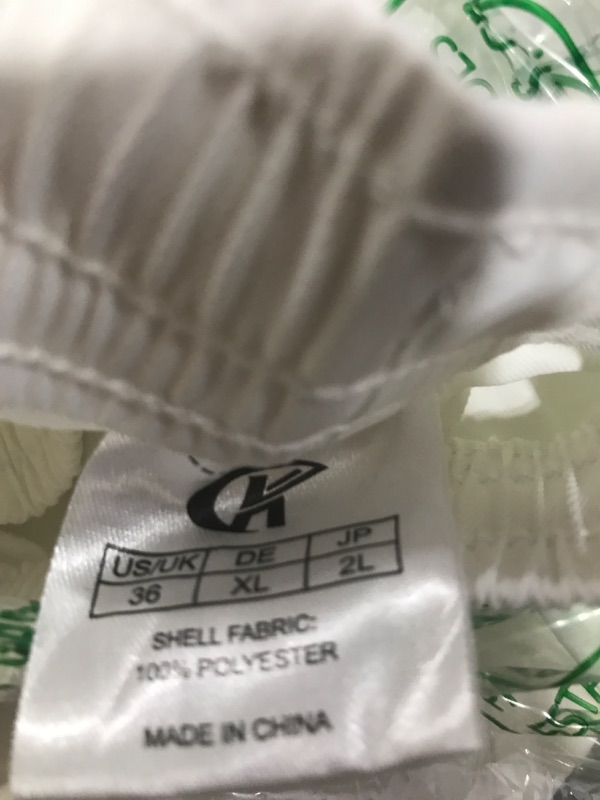 US/UK DE JP
36 XL 2L
SHELL FABRIC:
100% POLYESTER
MADE IN CHINA